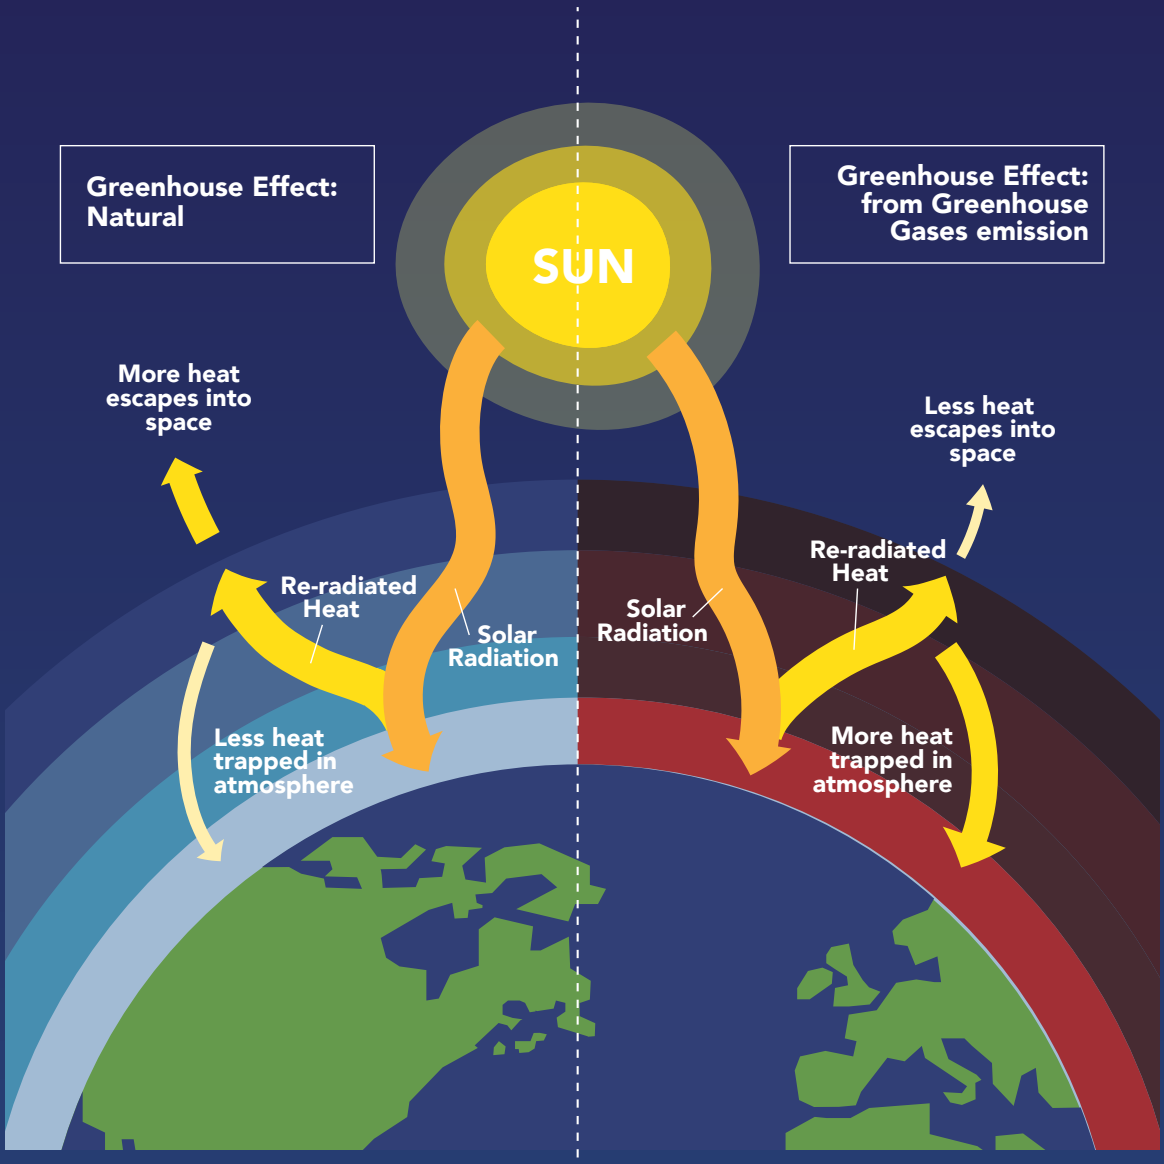 Greenhouse Effect:
Natural
Greenhouse Effect:
from Greenhouse
Gases emission
SUN
More heat
escapes into
space
Less heat
escapes into
space
Re-radiated
Heat
Solar
Radiation
Solar
Radiation
Re-radiated
Heat
Less heat
trapped in
atmosphere
More heat
trapped in
atmosphere